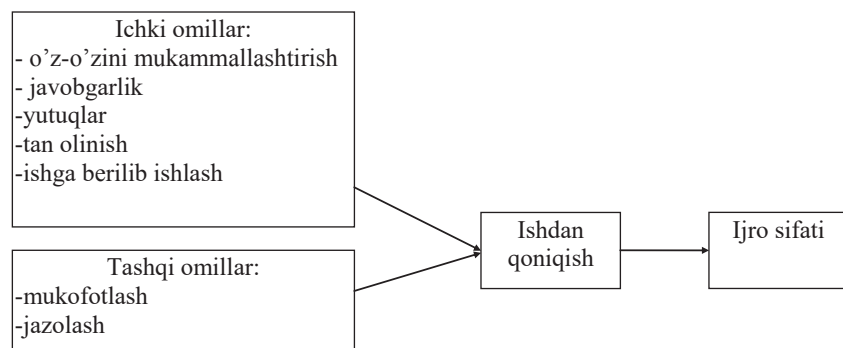 Ichki omillar:
- o’z-o’zini mukammallashtirish
- javobgarlik
-yutuqlar
-tan olinish
-ishga berilib ishlash
Tashqi omillar:
-mukofotlash
-jazolash
Ishdan
qoniqish
Ijro sifati